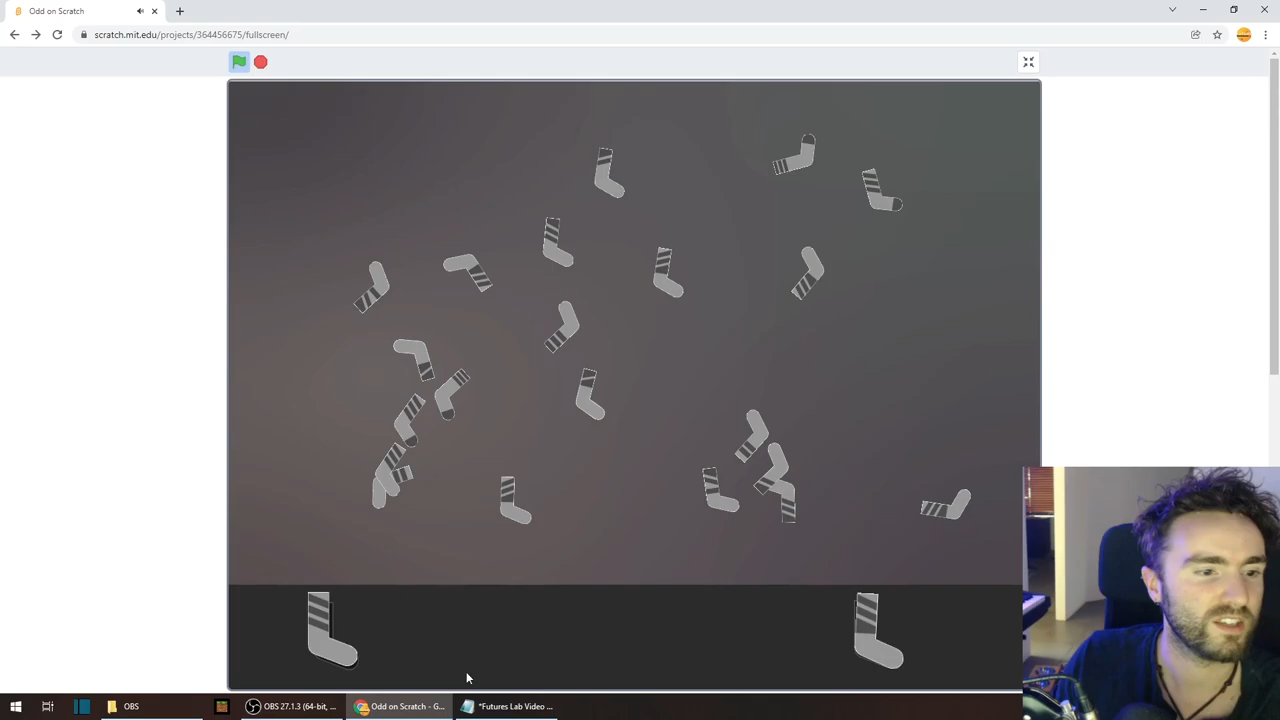 Odd on Scratch
scratch.mit.edu/projects/364456675/fullscreen/
OBS
OBS 27.1.3 (64-bit, ...
Odd on Scratch - G...
*Futures Lab Video ...